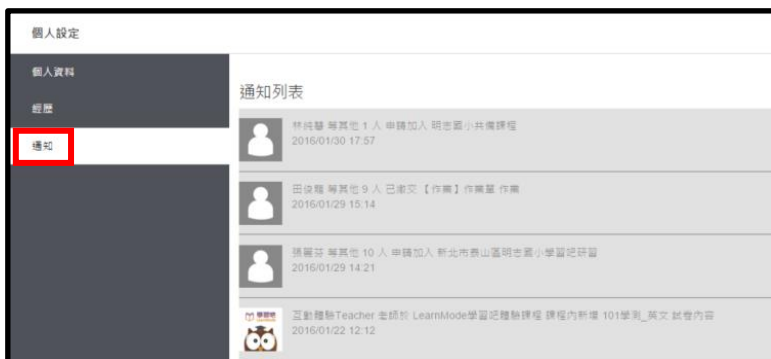 個人設定
個人資料
經歷
通知
通知列表
林純慧 等其他 1 人 申請加入 明志國小共備課程
2016/01/30 17:57
田俊龍 等其他 9 人 已繳交 【作業】作業單 作業
2016/01/29 15:14
張麗芬 等其他 10 人 申請加入 新北市泰山區明志國小學習吧研習
2016/01/29 14:21
學習吧
互動體驗Teacher 老師於 LearnMode學習吧體驗課程 課程內新增 101學測_英文 試卷內容
2016/01/22 12:12